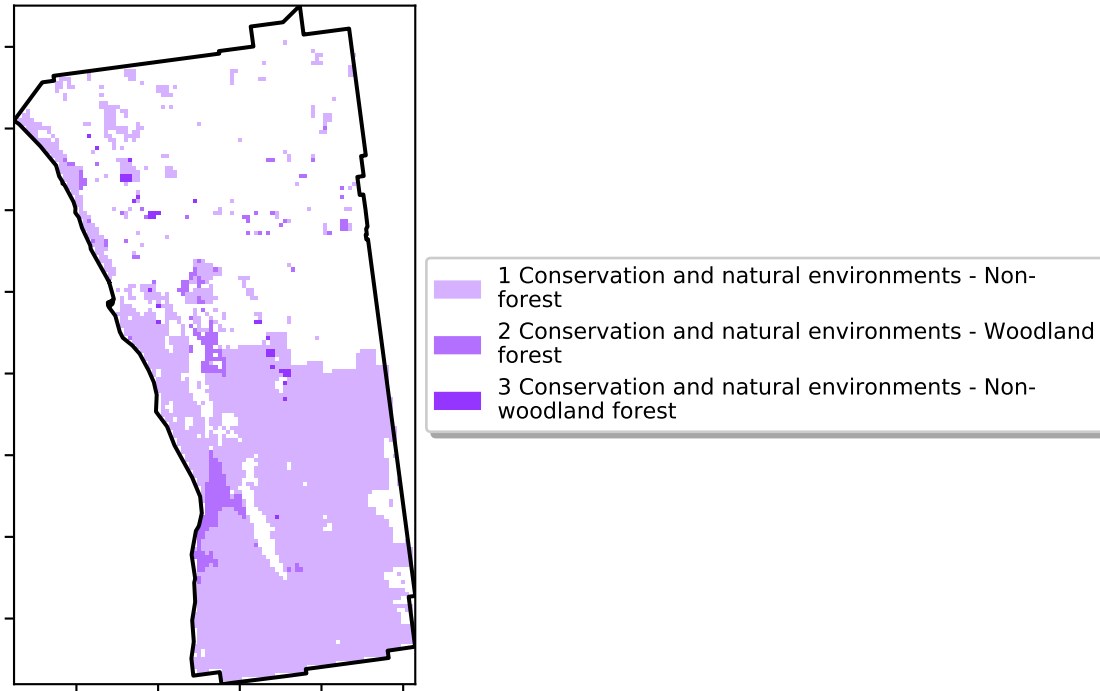 1 Conservation and natural environments - Non-
forest
2 Conservation and natural environments - Woodland
forest
3 Conservation and natural environments - Non-
woodland forest